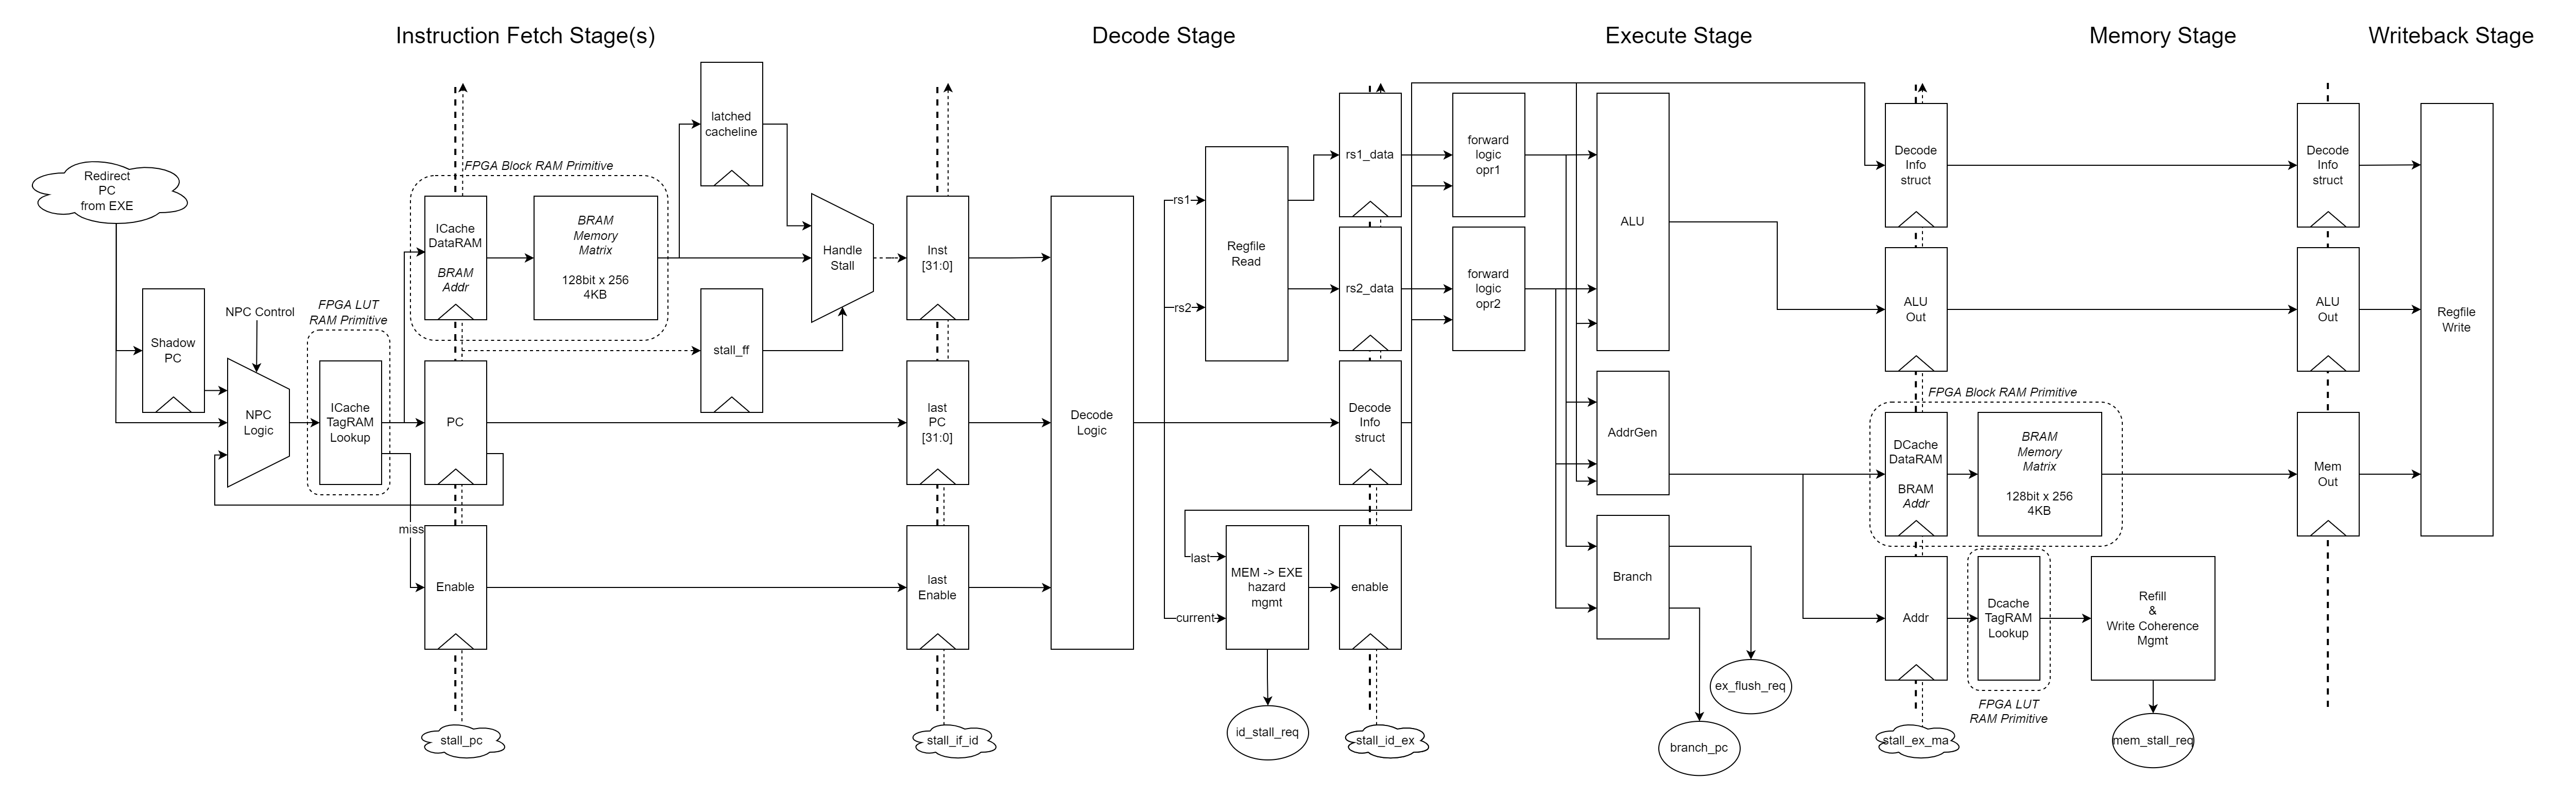 Instruction Fetch Stage(s)
Decode Stage
Execute Stage
Memory Stage
Writeback Stage
Redirect
PC
from EXE
Shadow
PC
NPC Control
NPC
Logic
FPGA LUT
RAM Primitive
ICache
TagRAM
Lookup
miss
FPGA Block RAM Primitive
ICache
DataRAM
BRAM
Addr
BRAM
Memory
Matrix
128bit x 256
4KB
PC
Enable
stall_pc
latched
cacheline
stall_ff
Handle
Stall
Inst
[31:0]
last
PC
[31:0]
last
Enable
stall_if_id
Decode
Logic
rs1
rs2
Regfile
Read
last
current
MEM -> EXE
hazard
mgmt
id_stall_req
rs1_data
rs2_data
Decode
Info
struct
enable
stall_id_ex
forward
logic
opr1
forward
logic
opr2
ALU
AddrGen
Branch
ex_flush_req
branch_pc
Decode
Info
struct
ALU
Out
FPGA Block RAM Primitive
DCache
DataRAM
BRAM
Addr
BRAM
Memory
Matrix
128bit x 256
4KB
Addr
Dcache
TagRAM
Lookup
FPGA LUT
RAM Primitive
stall_ex_ma
Refill
&
Write Coherence
Mgmt
mem_stall_req
Decode
Info
struct
ALU
Out
Mem
Out
Regfile
Write